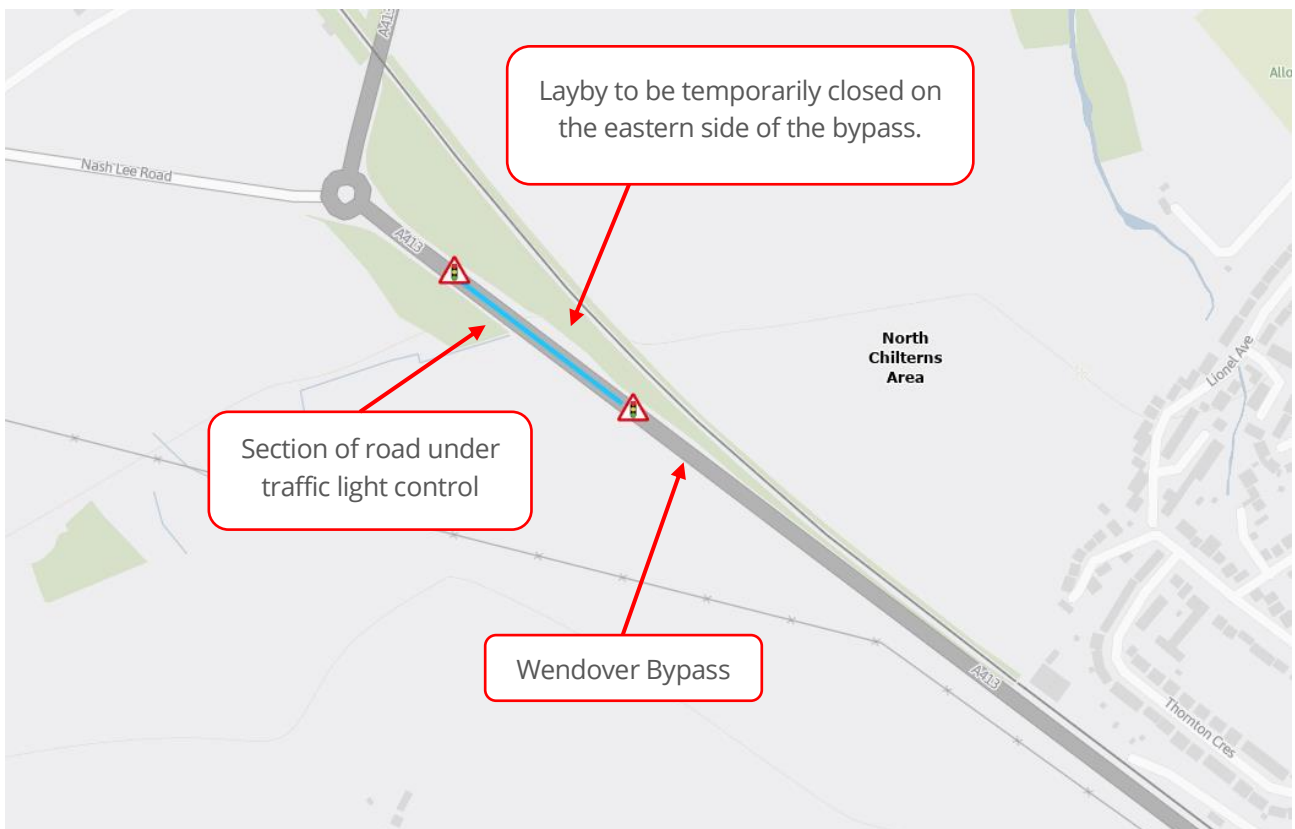 A413
Layby to be temporarily closed on
the eastern side of the bypass.
Allo
Nash Lee Road
A413
North
Chilterns
Area
Lionel Ave
Section of road under
traffic light control
Wendover Bypass
A413
Thornton Cres